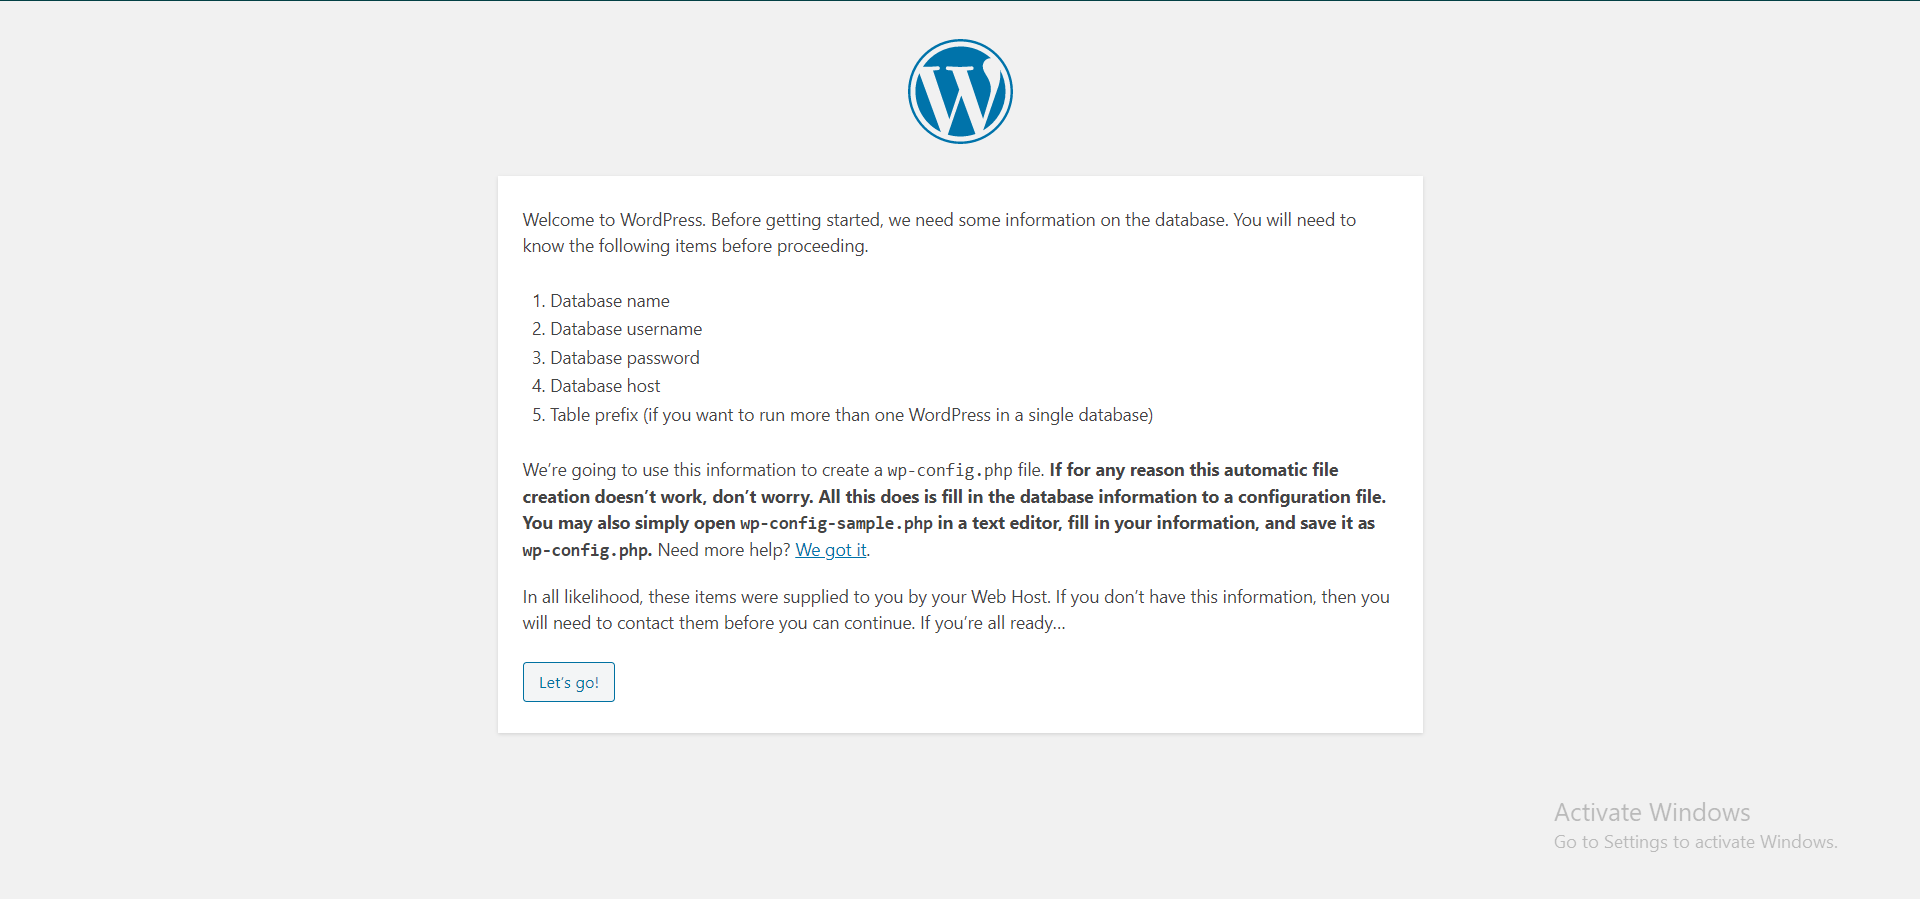 Welcome to WordPress. Before getting started, we need some information on the database. You will need to
know the following items before proceeding.
1. Database name
2. Database username
3. Database password
4. Database host
5. Table prefix (if you want to run more than one WordPress in a single database)
We’re going to use this information to create a wp-config.php file. If for any reason this automatic file
creation doesn’t work, don’t worry. All this does is fill in the database information to a configuration file.
You may also simply open wp-config-sample.php in a text editor, fill in your information, and save it as
wp-config.php. Need more help? We got it.
In all likelihood, these items were supplied to you by your Web Host. If you don’t have this information, then you
will need to contact them before you can continue. If you’re all ready…
Let’s go!
Activate Windows
Go to Settings to activate Windows.